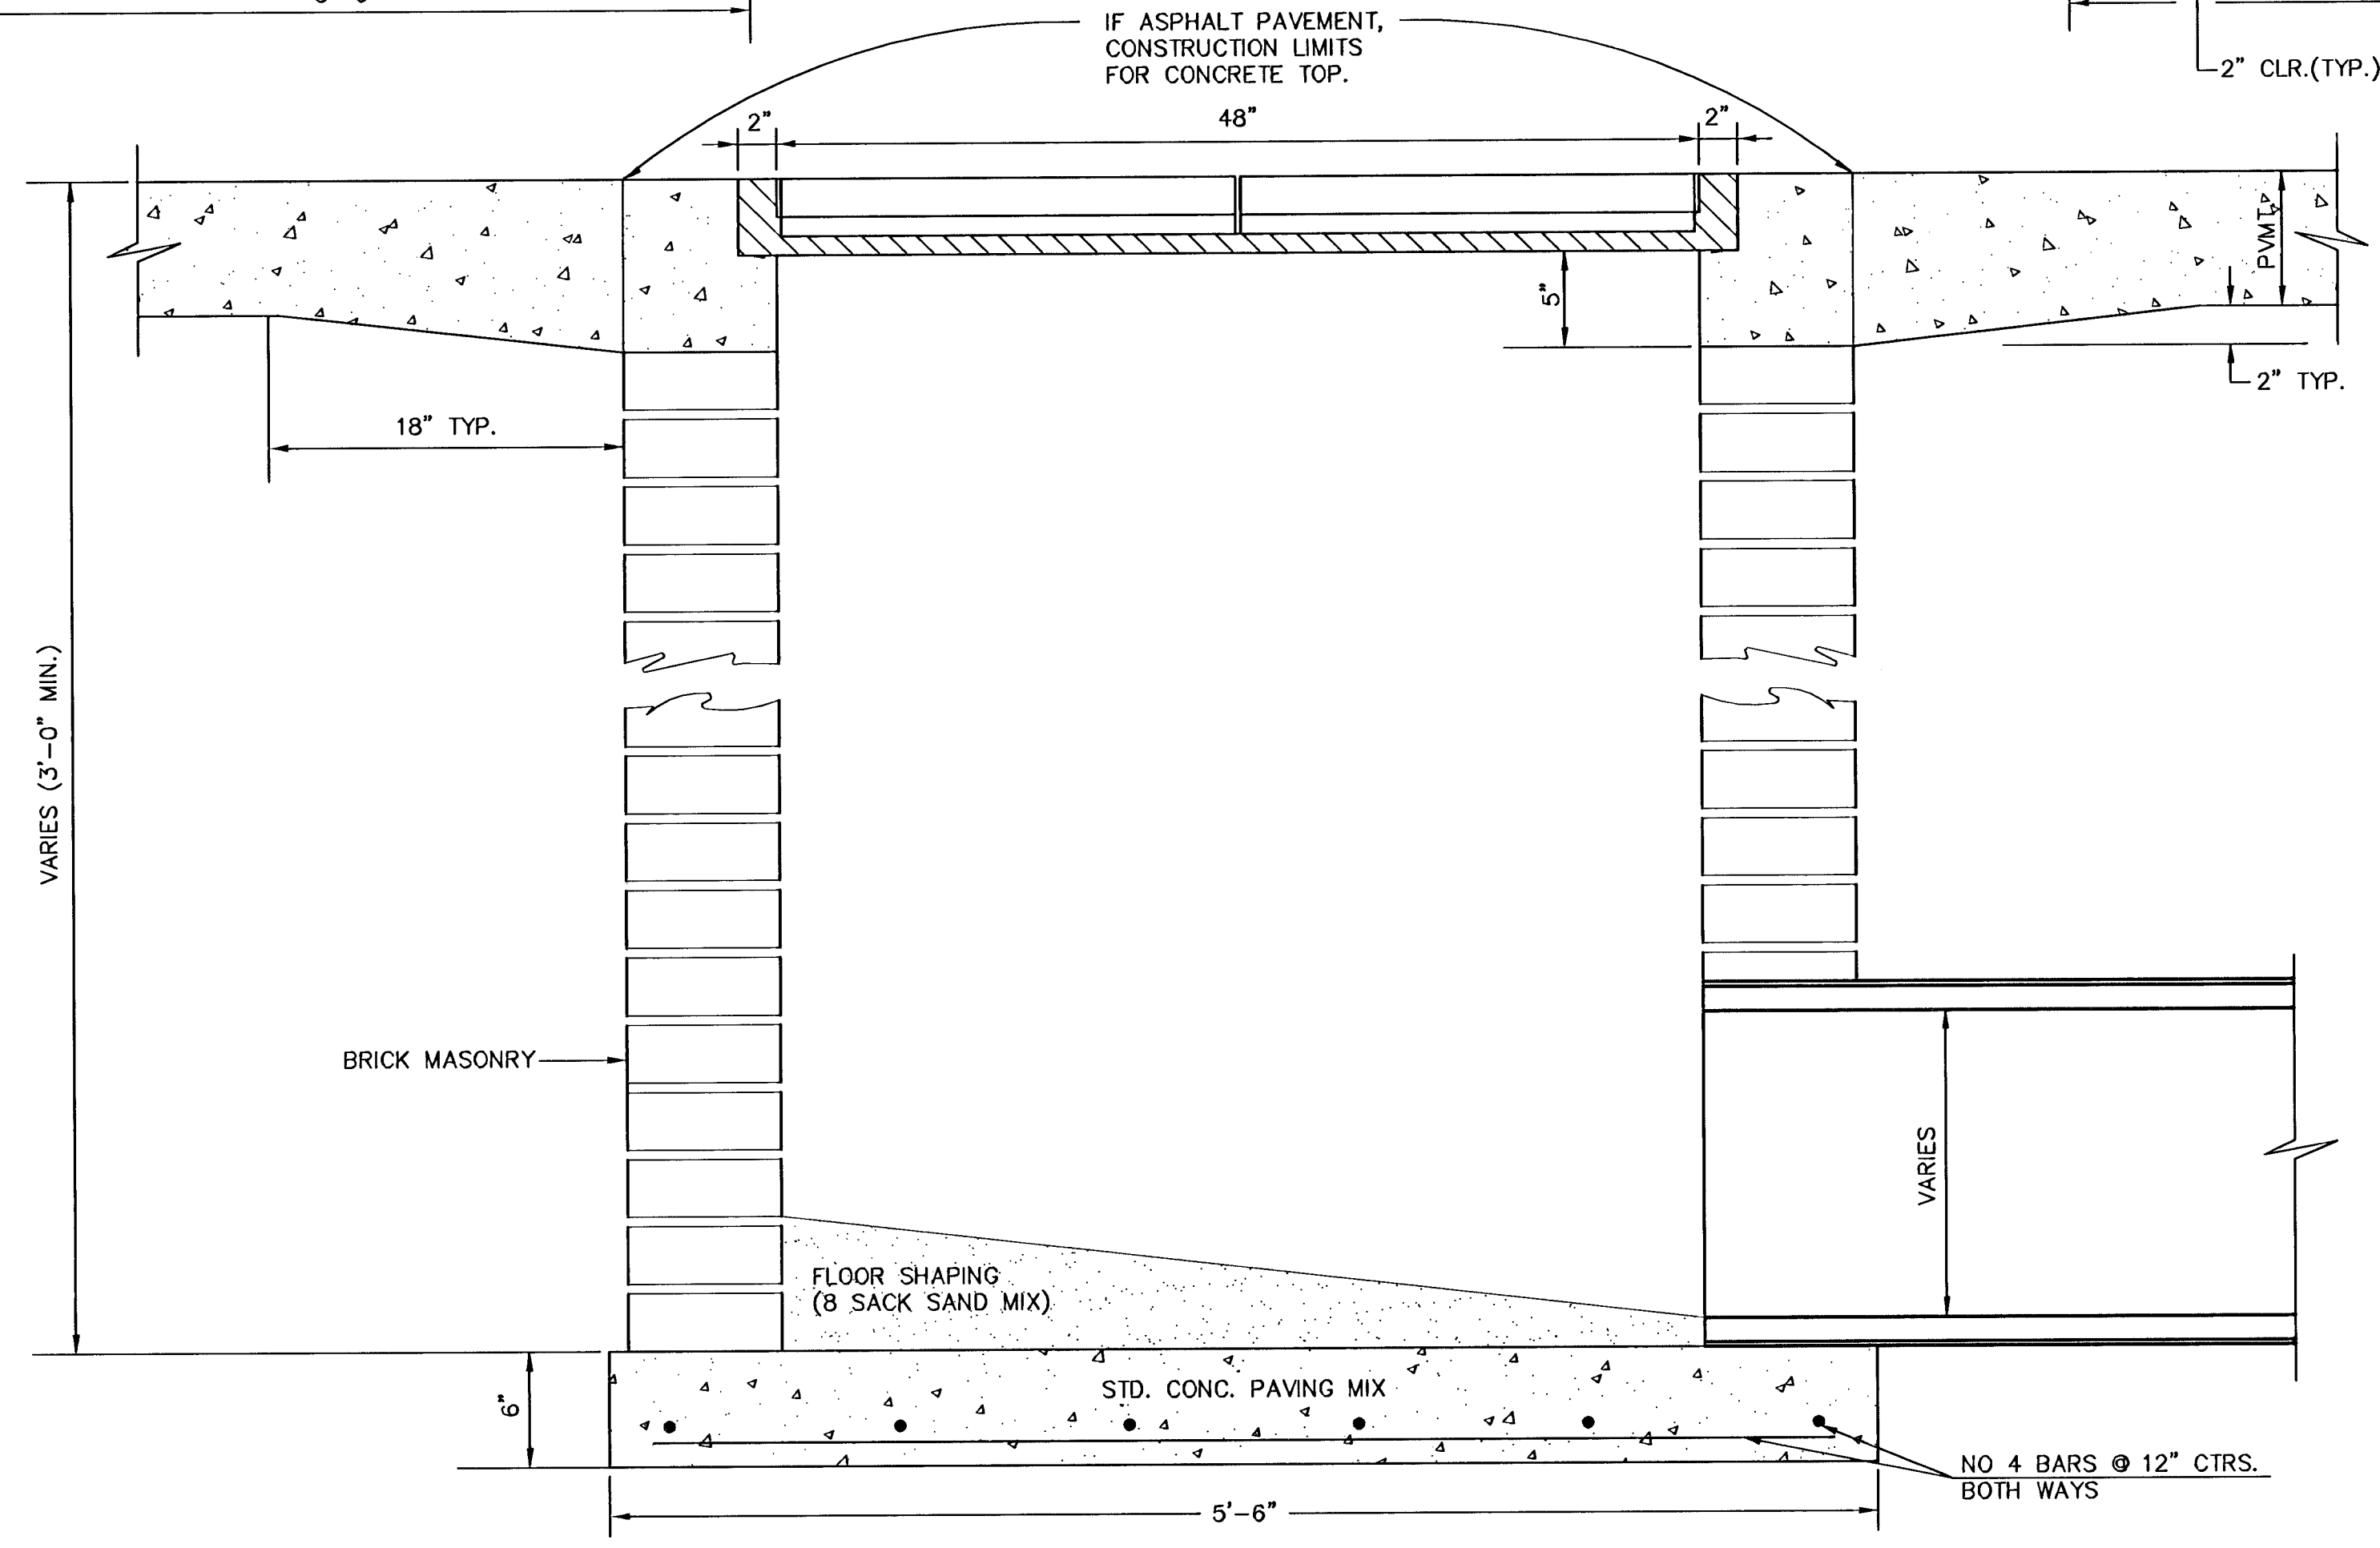 IF ASPHALT PAVEMENT,
CONSTRUCTION LIMITS
FOR CONCRETE TOP.
2" CLR.(TYP.)
2"
48"
2"
PVMT.
5"
2" TYP.
18" TYP.
VARIES (3'-0" MIN.)
BRICK MASONRY
VARIES
FLOOR SHAPING
(8 SACK SAND MIX)
STD. CONC. PAVING MIX
6"
NO 4 BARS @ 12" CTRS.
BOTH WAYS
5'-6"